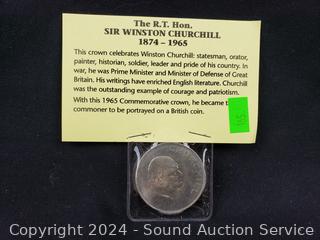 The R.T. Hon.
SIR WINSTON CHURCHILL
1874 – 1965
This crown celebrates Winston Churchill: statesman, orator,
painter, historian, soldier, leader and pride of his country. In
war, he was Prime Minister and Minister of Defense of Great
Britain. His writings have enriched English literature. Churchill
was the outstanding example of courage and patriotism.
With this 1965 Commemorative crown, he became t
commoner to be portrayed on a British coin.
Copyright 2024 - Sound Auction Service